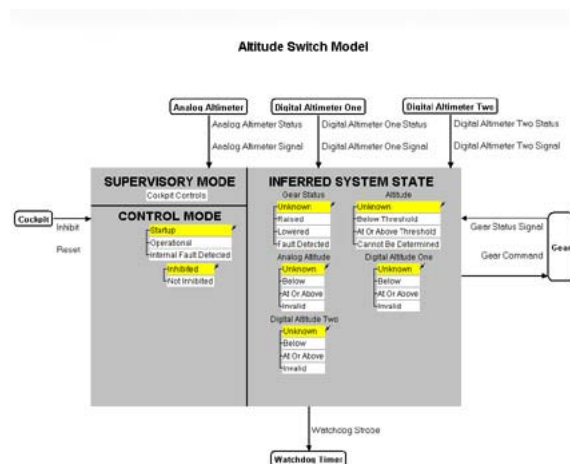 Altitude Switch Model
Analog Altimeter
Digital Altimeter One
Digital Altimeter Two
Analog Altimeter Status
Digital Altimeter One Status
Digital Altimeter Two Status
Analog Altimeter Signal
Digital Altimeter One Signal
Digital Altimeter Two Signal
SUPERVISORY MODE
Cockpit Controls
CONTROL MODE
Startup
Operational
Internal Fault Detected
Inhibited
Not Inhibited
INFERRED SYSTEM STATE
Gear Status
Unknown
Raised
Lowered
Fault Detected
Altitude
Unknown
Below Threshold
At Or Above Threshold
Cannot Be Determined
Analog Altitude
Unknown
Below
At Or Above
Invalid
Digital Altitude One
Unknown
Below
At Or Above
Invalid
Digital Altitude Two
Unknown
Below
At Or Above
Invalid
Cockpit
Inhibit
Reset
Gear Status Signal
Gear Command
Gear
Watchdog Strobe
Watchdog Timer